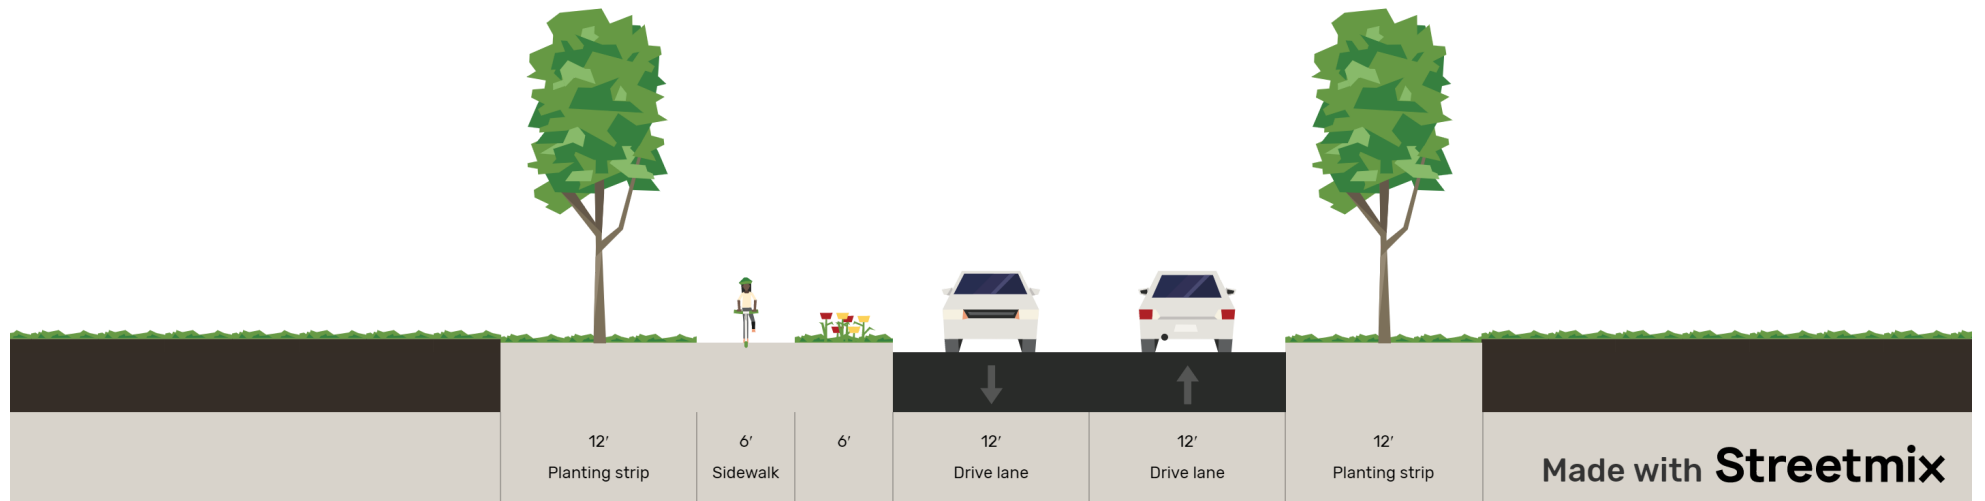 12′
Planting strip
6′
Sidewalk
6′
12′
Drive lane
12′
Drive lane
12′
Planting strip
Made with Streetmix